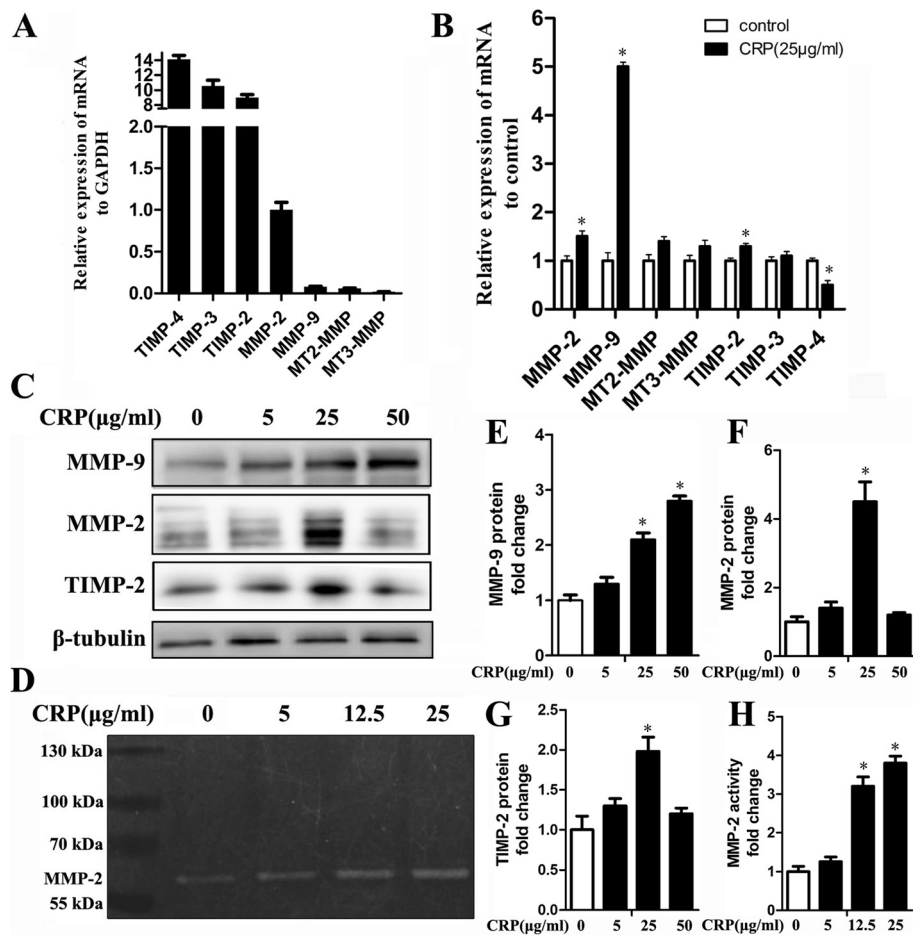 A
Relative expression of mRNA
to GAPDH
14
12
10
8
2.0
1.0
0.0
TIMP-4
TIMP-3
TIMP-2
MMP-2
MMP-9
MT2-MMP
MT3-MMP
B
Relative expression of mRNA
to control
6
5
4
3
2
1
0
control
CRP(25μg/ml)
*
*
*
*
MMP-2
MMP-9
MT2-MMP
MT3-MMP
TIMP-2
TIMP-3
TIMP-4
C
CRP(μg/ml) 0 5 25 50
MMP-9
MMP-2
TIMP-2
β-tubulin
D
CRP(μg/ml) 0 5 12.5 25
130 kDa
100 kDa
70 kDa
MMP-2
55 kDa
E
MMP-9 protein
fold change
4
3
2
1
0
*
*
CRP(μg/ml) 0 5 25 50
F
MMP-2 protein
fold change
6
4
2
0
*
CRP(μg/ml) 0 5 25 50
G
TIMP-2 protein
fold change
2.5
2.0
1.5
1.0
0.5
0.0
*
CRP(μg/ml) 0 5 25 50
H
MMP-2 activity
fold change
5
4
3
2
1
0
*
*
CRP(μg/ml) 0 5 12.5 25